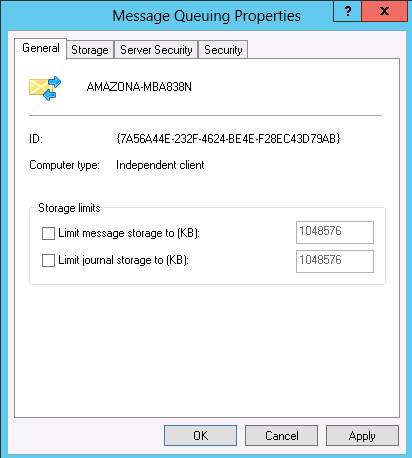 Message Queuing Properties
? X
General Storage Server Security Security
AMAZONA-MBA838N
ID: {7A56A44E-232F-4624-BE4E-F28EC43D79AB}
Computer type: Independent client
Storage limits
Limit message storage to (KB): 1048576
Limit journal storage to (KB): 1048576
OK Cancel Apply